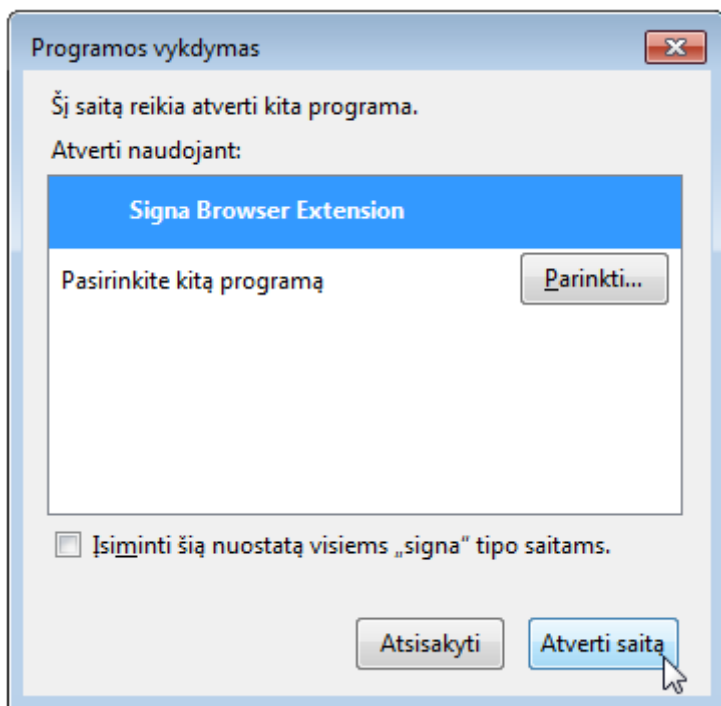 Programos vykdymas
Šį saitą reikia atverti kita programa.
Atverti naudojant:
Signa Browser Extension
Pasirinkite kitą programą
Parinkti...
Įsiminti šią nuostatą visiems „signa“ tipo saitams.
Atsisakyti
Atverti saitą